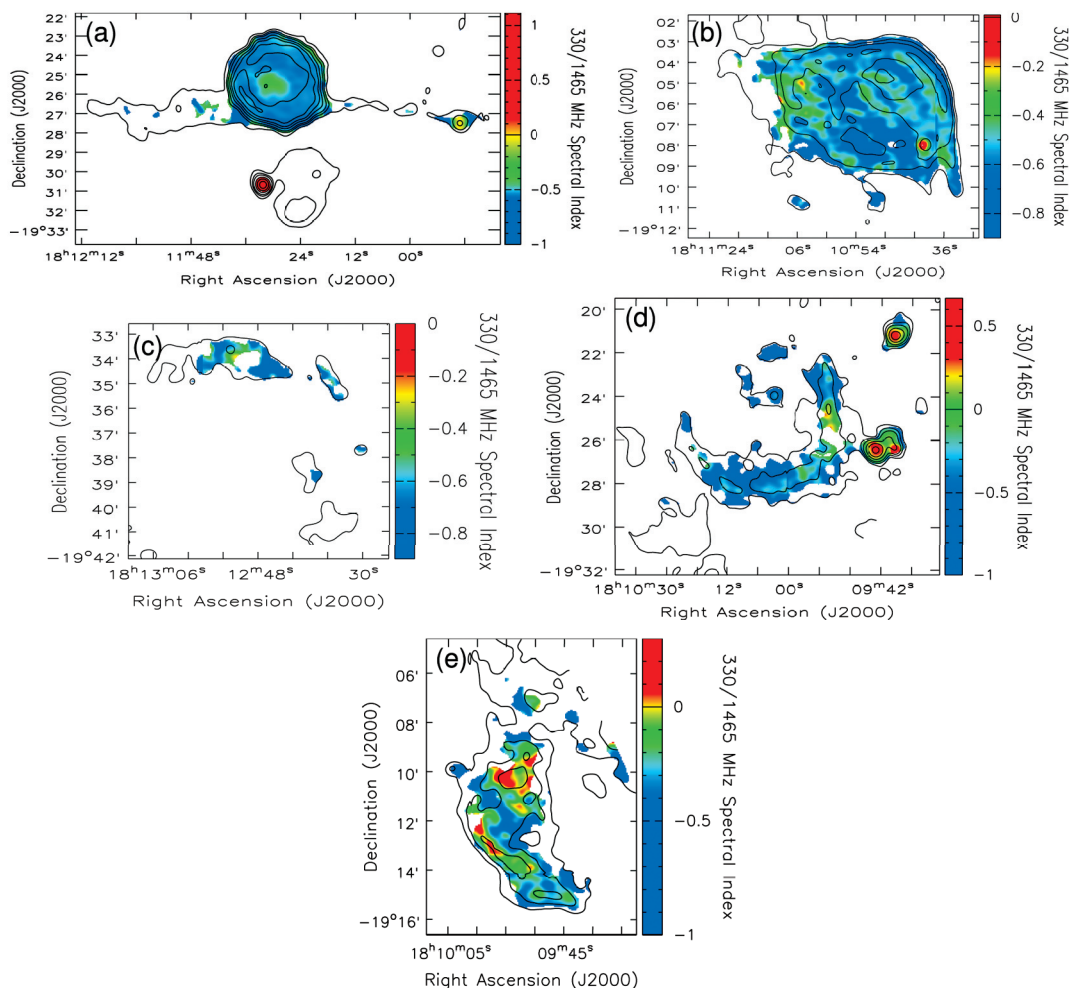 (a)
22'
23'
24'
25'
26'
27'
28'
29'
30'
31'
32'
−19°33'
Declination (J2000)
18ʰ12ᵐ12ˢ 11ᵐ48ˢ 24ˢ 12ˢ 00ˢ
Right Ascension (J2000)
1
0.5
0
−0.5
−1
330/1465 MHz Spectral Index
(b)
02'
03'
04'
05'
06'
07'
08'
09'
10'
11'
−19°12'
Declination (J2000)
18ʰ11ᵐ24ˢ 06ˢ 10ᵐ54ˢ 36ˢ
Right Ascension (J2000)
0
−0.2
−0.4
−0.6
−0.8
330/1465 MHz Spectral Index
(c)
33'
34'
35'
36'
37'
38'
39'
40'
41'
−19°42'
Declination (J2000)
18ʰ13ᵐ06ˢ 12ᵐ48ˢ 30ˢ
Right Ascension (J2000)
0
−0.2
−0.4
−0.6
−0.8
330/1465 MHz Spectral Index
(d)
20'
22'
24'
26'
28'
30'
−19°32'
Declination (J2000)
18ʰ10ᵐ30ˢ 12ˢ 00ˢ 09ᵐ42ˢ
Right Ascension (J2000)
0.5
0
−0.5
−1
330/1465 MHz Spectral Index
(e)
06'
08'
10'
12'
14'
−19°16'
Declination (J2000)
18ʰ10ᵐ05ˢ 09ᵐ45ˢ
Right Ascension (J2000)
0
−0.5
−1
330/1465 MHz Spectral Index